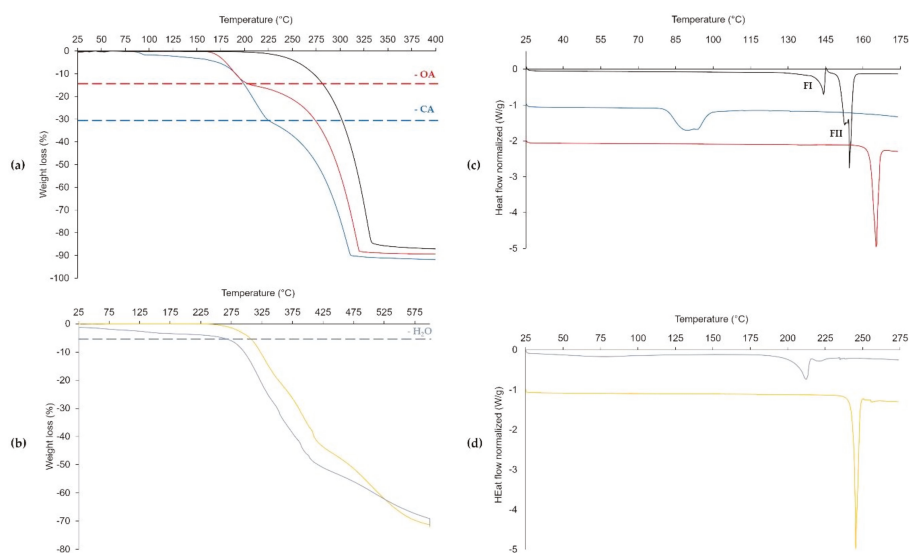 Temperature (°C)
25 50 75 100 125 150 175 200 225 250 275 300 325 350 375 400
0
-10
- OA
-20
- CA
-30
-40
(a)
Weight loss (%)
-50
-60
-70
-80
-90
-100
Temperature (°C)
25 75 125 175 225 275 325 375 425 475 525 575
0
- H₂O
-10
-20
-30
(b)
Weight loss (%)
-40
-50
-60
-70
-80
Temperature (°C)
25 40 55 70 85 100 115 130 145 160 175
0
FI
-1
FII
-2
(c)
Heat flow normalized (W/g)
-3
-4
-5
Temperature (°C)
25 50 75 100 125 150 175 200 225 250 275
0
-1
-2
(d)
HEat flow normalized (W/g)
-3
-4
-5